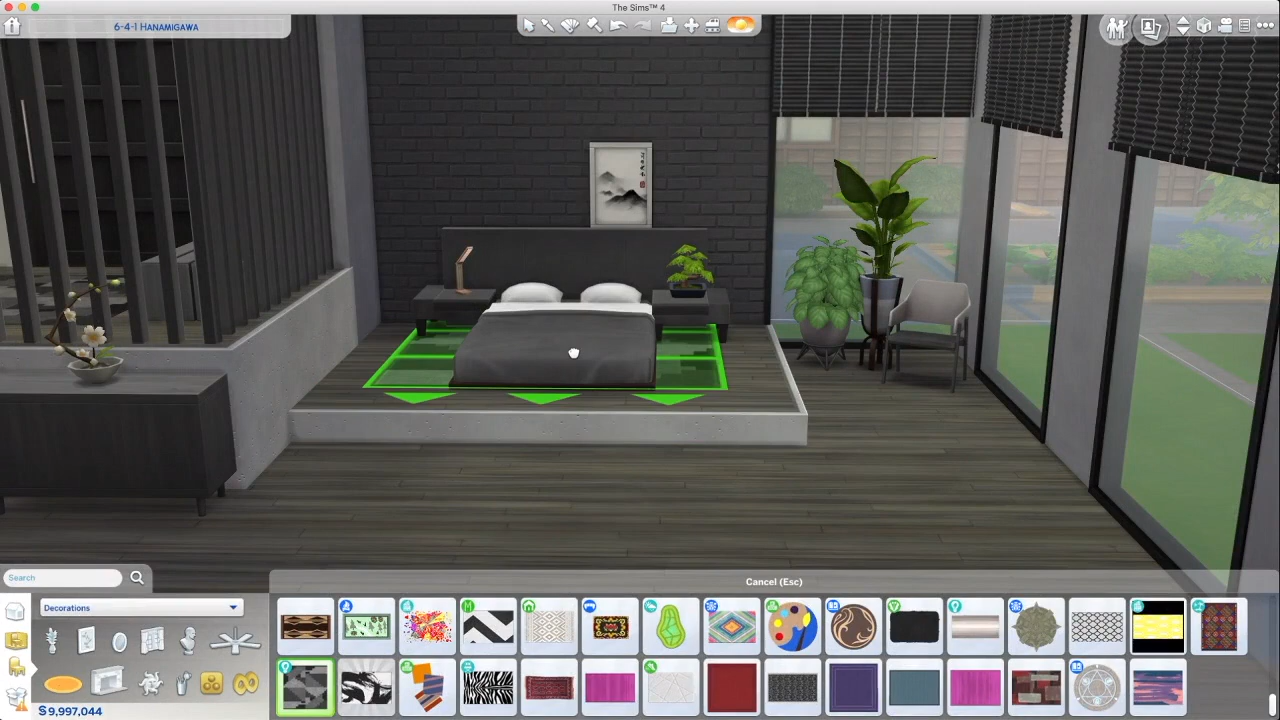 The Sims™ 4
6-4-1 HANAMIGAWA
Cancel (Esc)
Search
Decorations
$9,997,044